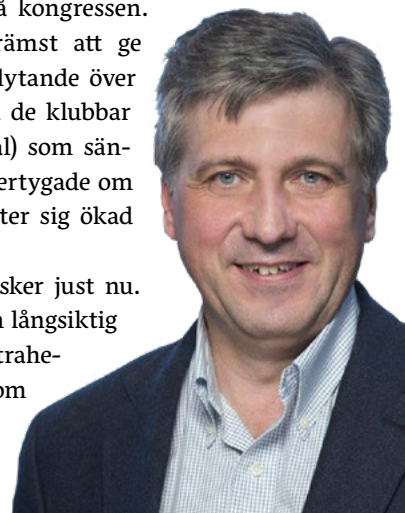 å kongressen.
rämst att ge
lytande över
de klubbar
l) som sän-
ertygade om
ter sig ökad
sker just nu.
långsiktig
trahe-
om